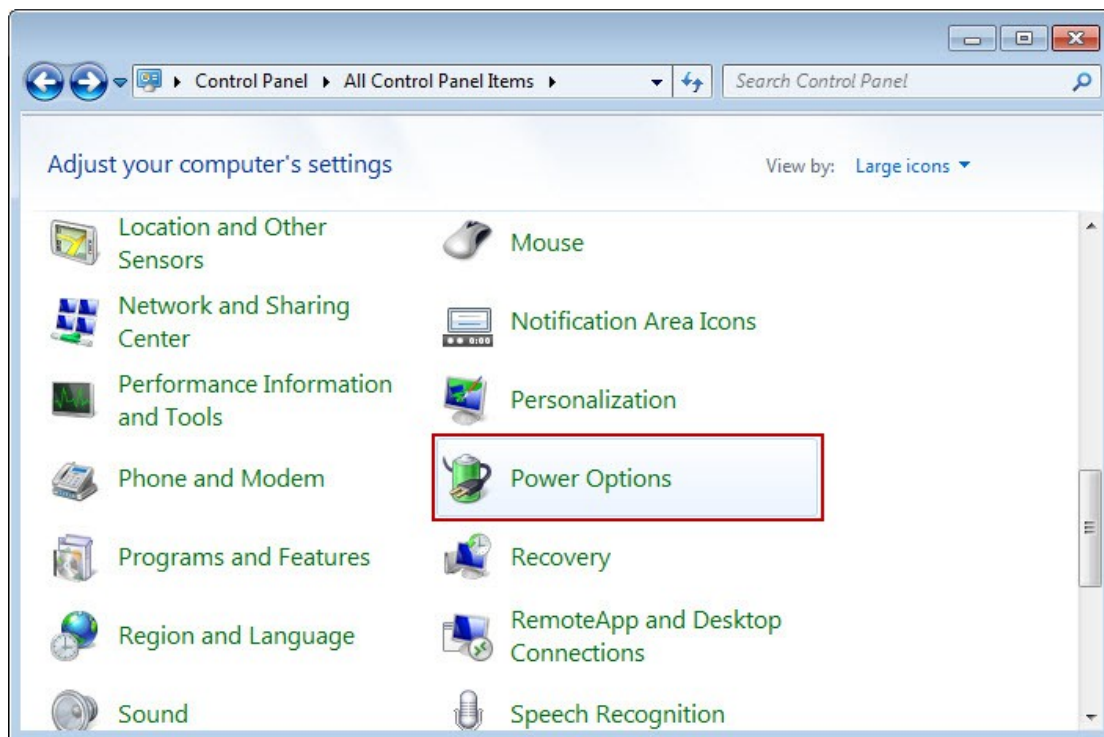 Control Panel ▸ All Control Panel Items ▸
Search Control Panel
Adjust your computer's settings
View by: Large icons
Location and Other
Sensors
Mouse
Network and Sharing
Center
0:00
Notification Area Icons
Performance Information
and Tools
Personalization
Phone and Modem
Power Options
Programs and Features
Recovery
Region and Language
RemoteApp and Desktop
Connections
Sound
Speech Recognition